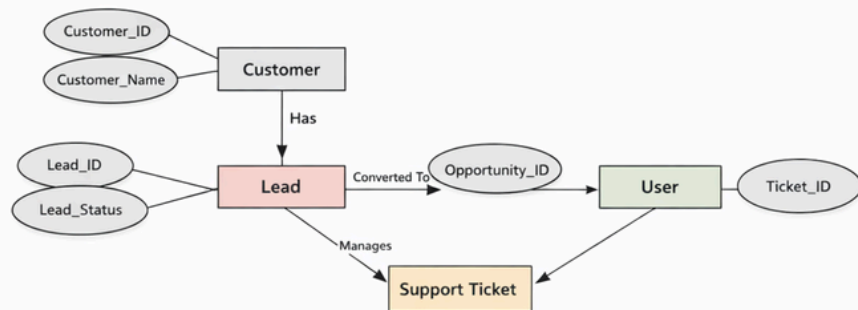 Customer_ID
Customer_Name
Customer
Has
Lead_ID
Lead_Status
Lead
Converted To
Opportunity_ID
User
Ticket_ID
Manages
Support Ticket